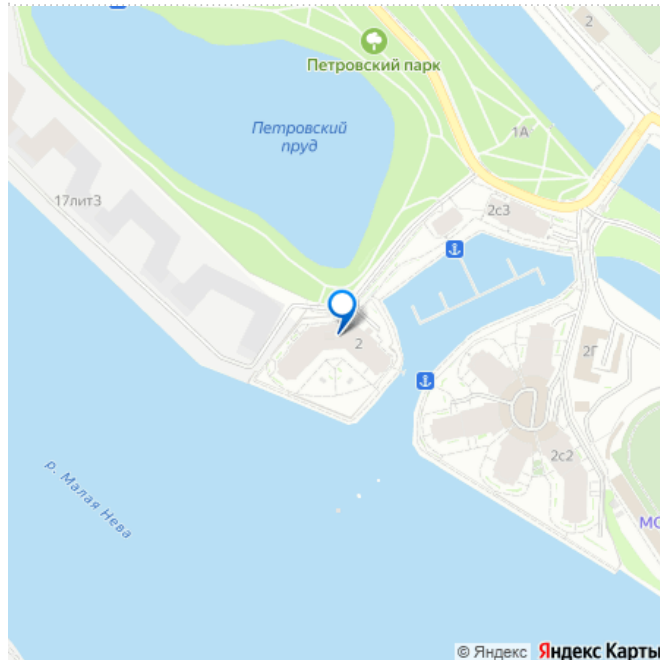 2
Петровский парк
1А
Петровский
пруд
17лит3
2с3
2
2Г
2с2
р. Малая Нева
МО
© Яндекс Яндекс Карты